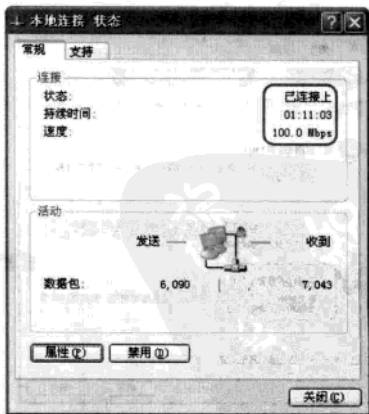 本地连接 状态
常规 支持
连接
状态: 已连接上
持续时间: 01:11:03
速度: 100.0 Mbps
活动
发送 — — 收到
数据包: 6,090 | 7,043
属性(P) 禁用(D)
关闭(C)